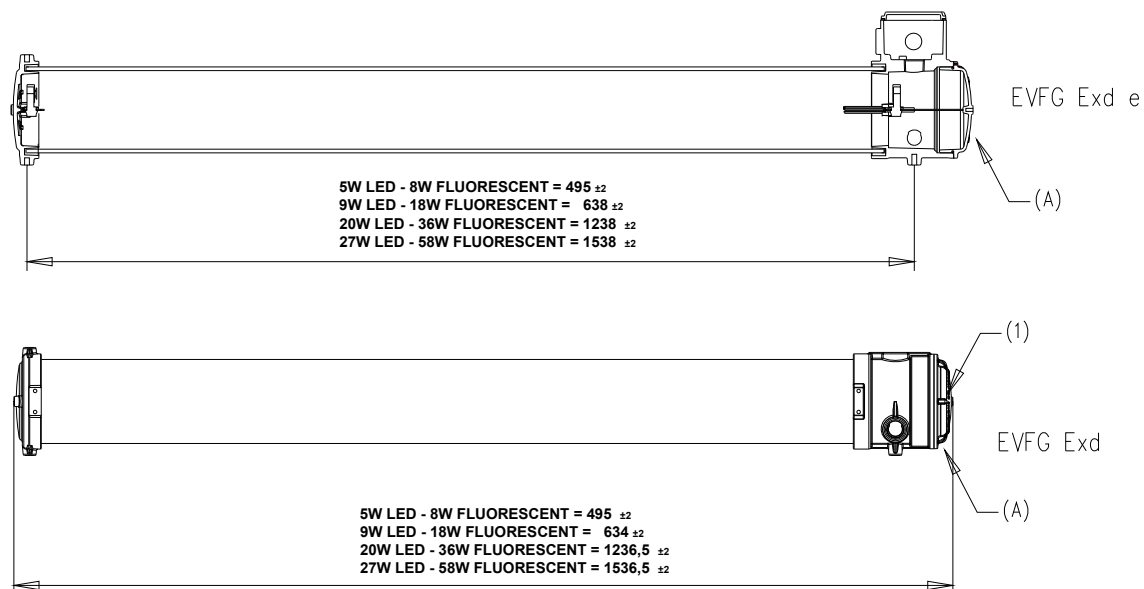 EVFG Exd e
(A)
5W LED - 8W FLUORESCENT = 495 ±2
9W LED - 18W FLUORESCENT = 638 ±2
20W LED - 36W FLUORESCENT = 1238 ±2
27W LED - 58W FLUORESCENT = 1538 ±2
(1)
EVFG Exd
(A)
5W LED - 8W FLUORESCENT = 495 ±2
9W LED - 18W FLUORESCENT = 634 ±2
20W LED - 36W FLUORESCENT = 1236,5 ±2
27W LED - 58W FLUORESCENT = 1536,5 ±2